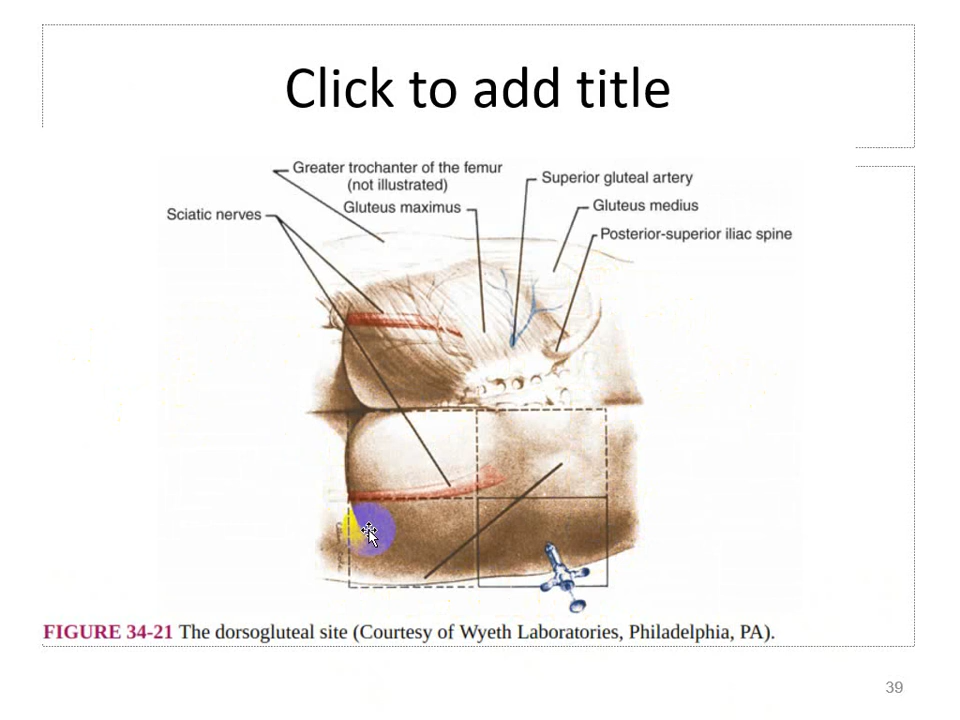 Click to add title
Greater trochanter of the femur
(not illustrated)
Superior gluteal artery
Gluteus maximus
Gluteus medius
Sciatic nerves
Posterior-superior iliac spine
FIGURE 34-21 The dorsogluteal site (Courtesy of Wyeth Laboratories, Philadelphia, PA).
39